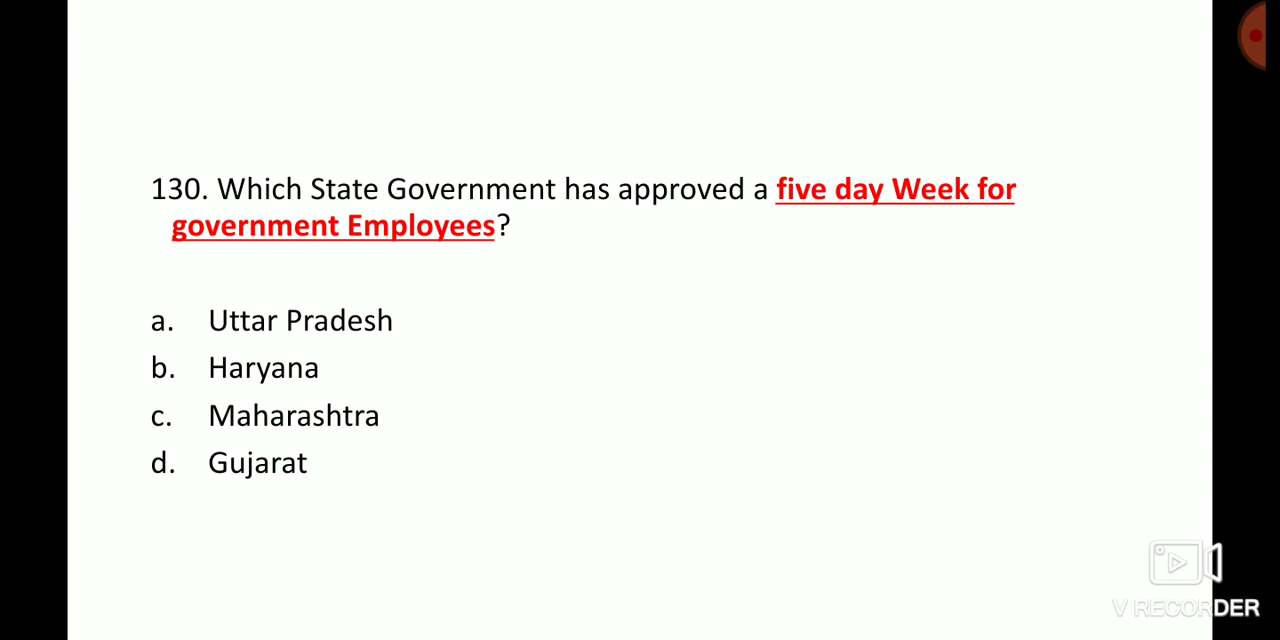 130. Which State Government has approved a five day Week for
government Employees?
a. Uttar Pradesh
b. Haryana
c. Maharashtra
d. Gujarat
V RECORDER